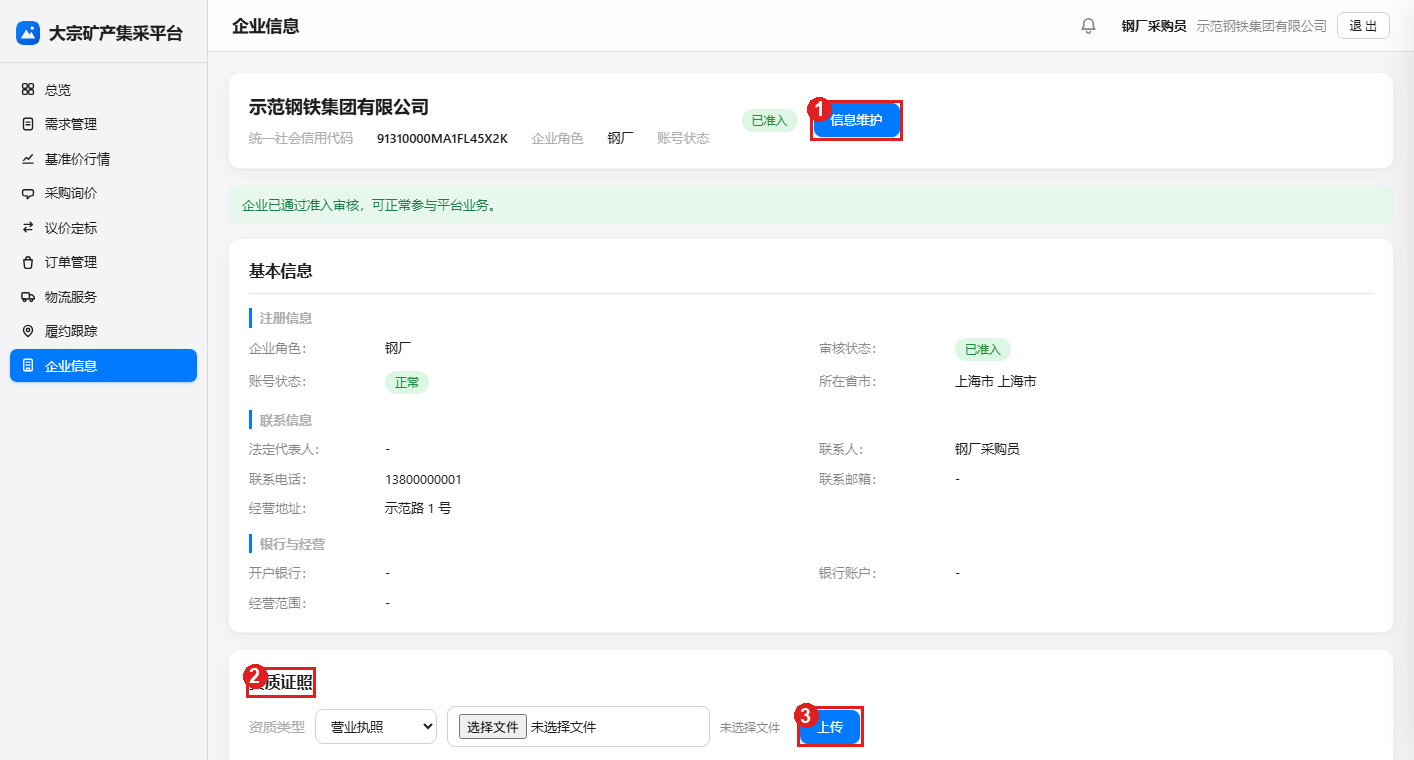 大宗矿产集采平台
企业信息
钢厂采购员 示范钢铁集团有限公司 退出
总览
需求管理
基准价行情
采购询价
议价定标
订单管理
物流服务
履约跟踪
企业信息
示范钢铁集团有限公司
统一社会信用代码 91310000MA1FL45X2K 企业角色 钢厂 账号状态
已准入
1 信息维护
企业已通过准入审核，可正常参与平台业务。
基本信息
注册信息
企业角色： 钢厂 审核状态： 已准入
账号状态： 正常 所在省市： 上海市 上海市
联系信息
法定代表人： - 联系人： 钢厂采购员
联系电话： 13800000001 联系邮箱： -
经营地址： 示范路 1 号
银行与经营
开户银行： - 银行账户： -
经营范围： -
2 质证照
资质类型 营业执照 选择文件 未选择文件 未选择文件 3 上传